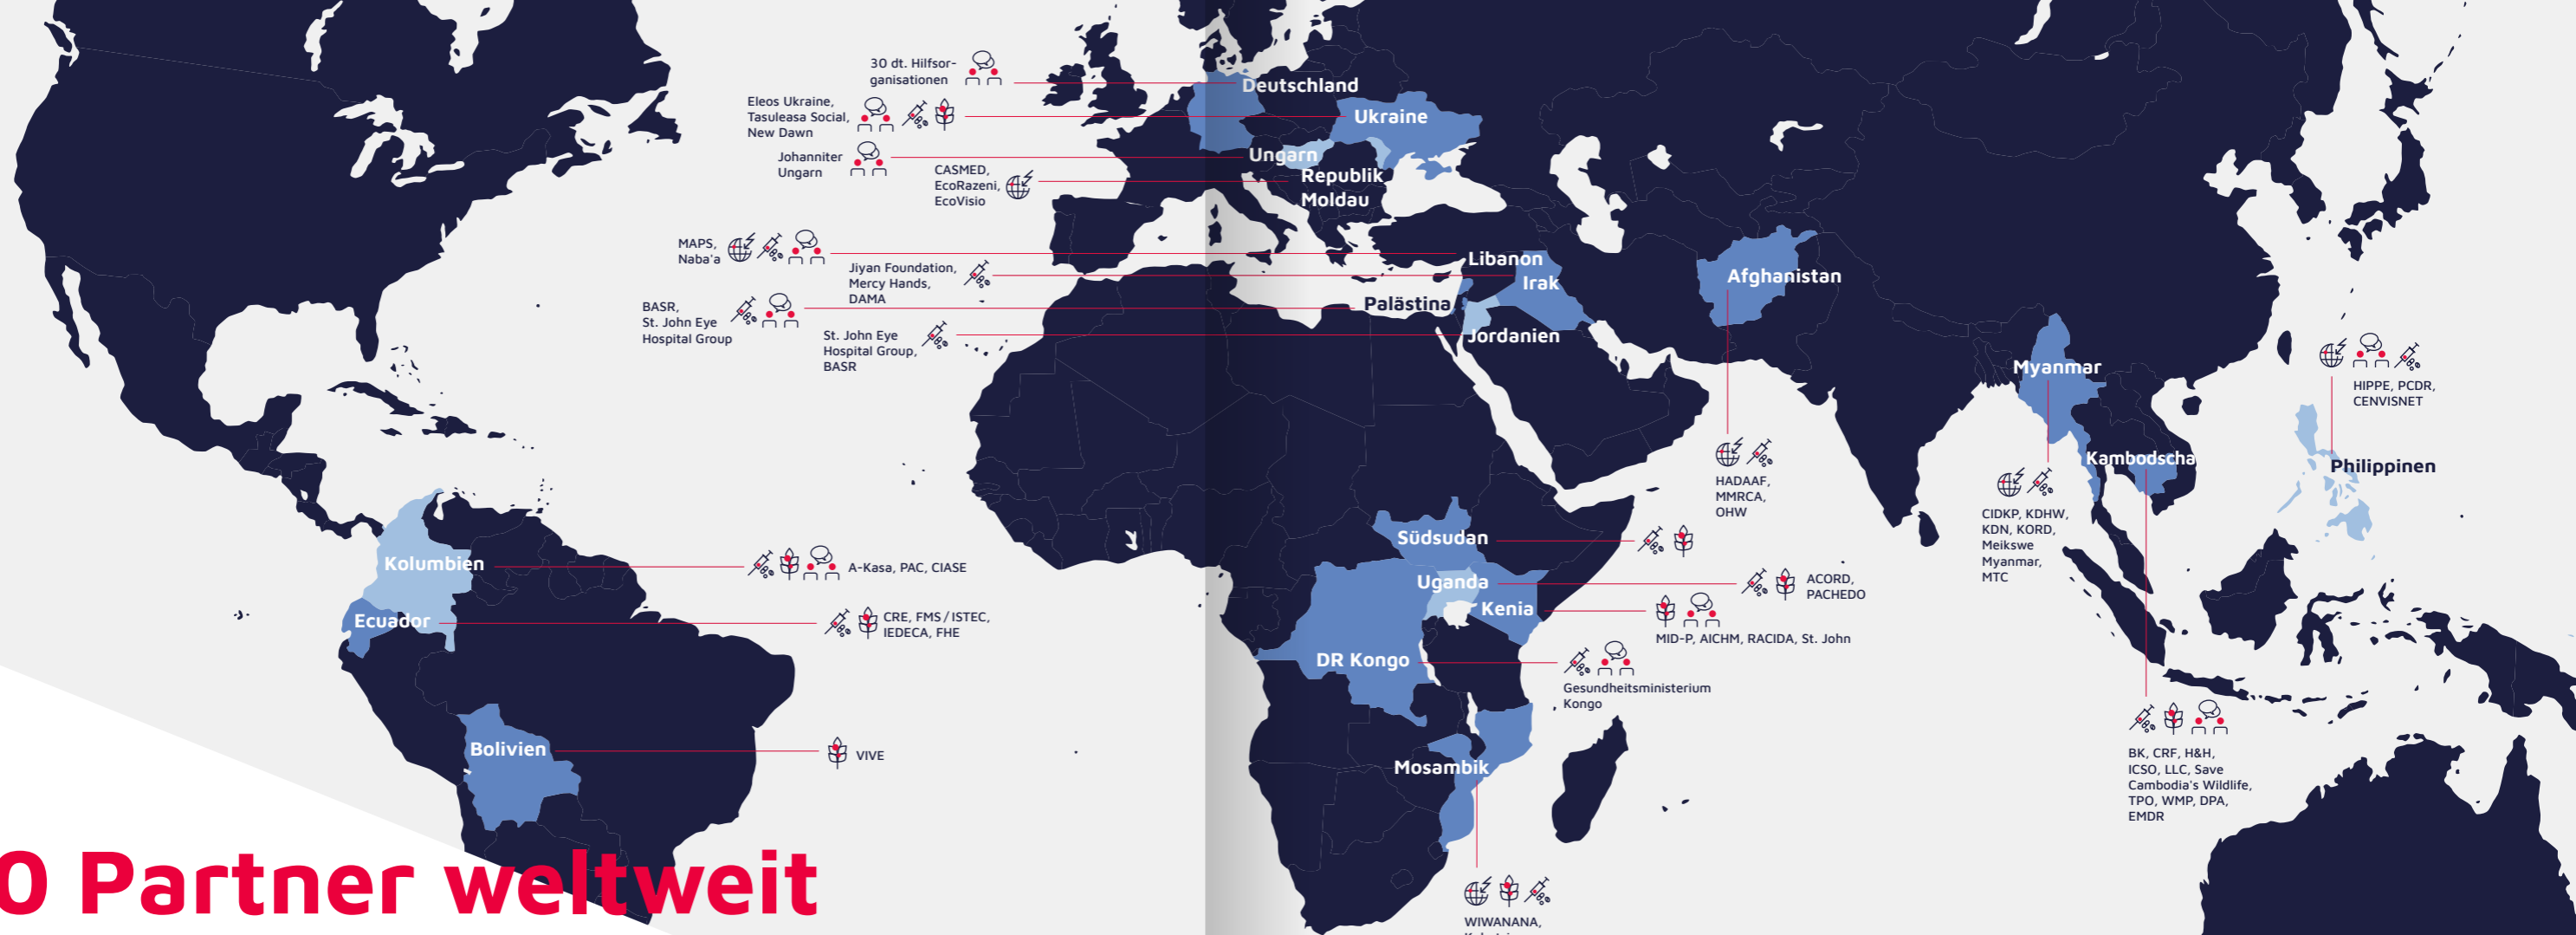 30 dt. Hilfsor-
ganisationen
Deutschland
Eleos Ukraine,
Tasuleasa Social,
New Dawn
Ukraine
Johanniter
Ungarn
Ungarn
CASMED,
EcoRazeni,
EcoVisio
Republik
Moldau
MAPS,
Naba'a
Libanon
Jiyan Foundation,
Mercy Hands,
DAMA
Irak
BASR,
St. John Eye
Hospital Group
Palästina
St. John Eye
Hospital Group,
BASR
Jordanien
Afghanistan
HADAAF,
MMRCA,
OHW
Myanmar
CIDKP, KDHW,
KDN, KORD,
Meikswe
Myanmar,
MTC
HIPPE, PCDR,
CENVISNET
Philippinen
Kambodscha
BK, CRF, H&H,
ICSO, LLC, Save
Cambodia's Wildlife,
TPO, WMP, DPA,
EMDR
Kolumbien
A-Kasa, PAC, CIASE
Ecuador
CRE, FMS / ISTEC,
IEDECA, FHE
Bolivien
VIVE
Südsudan
Uganda
ACORD,
PACHEDO
Kenia
MID-P, AICHM, RACIDA, St. John
DR Kongo
Gesundheitsministerium
Kongo
Mosambik
WIWANANA,
0 Partner weltweit